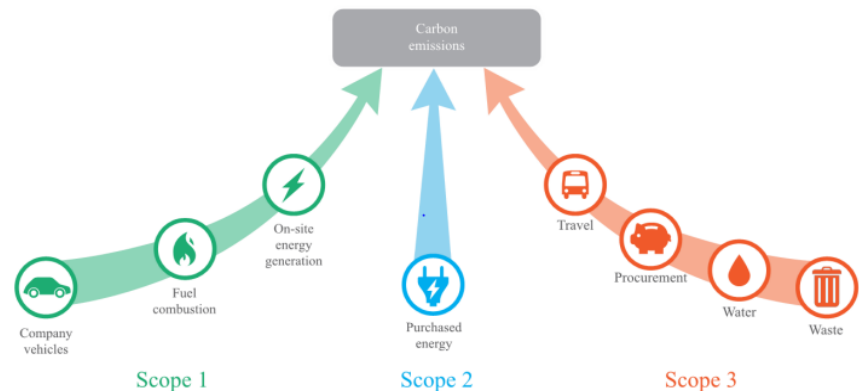 Carbon
emissions
Travel
On-site
energy
generation
Procurement
Fuel
combustion
Water
Purchased
energy
Waste
Company
vehicles
Scope 1
Scope 2
Scope 3